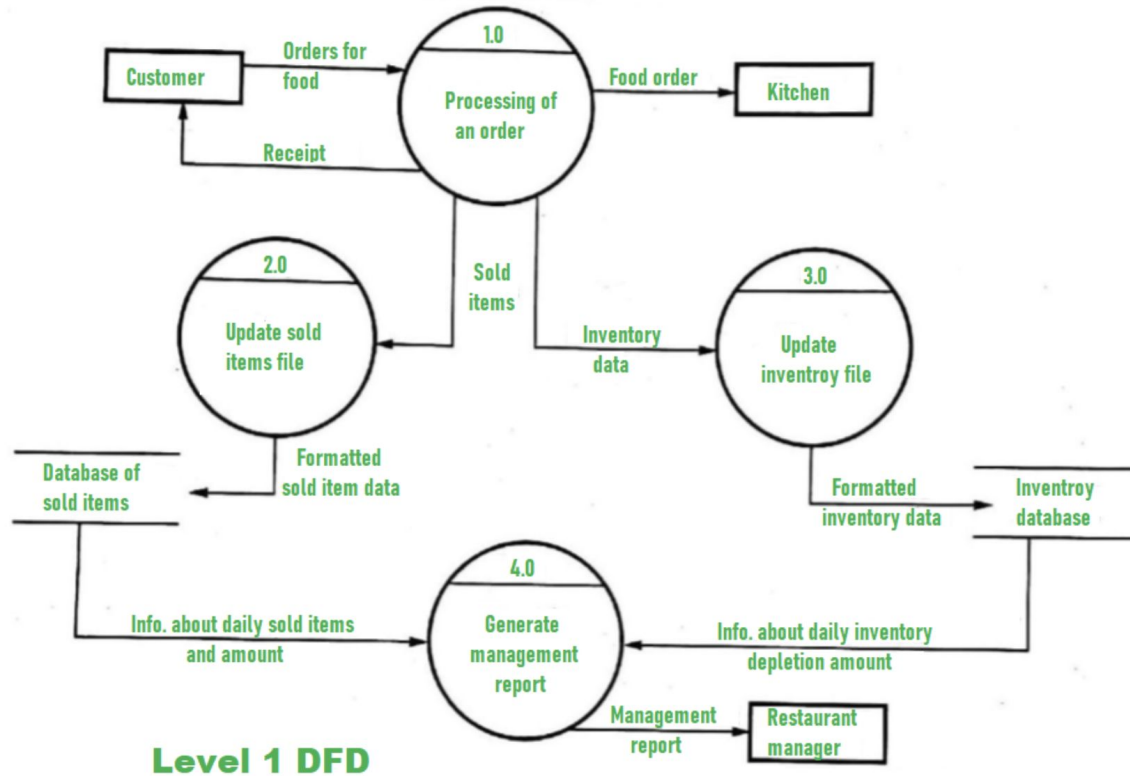 1.0
Orders for
food
Customer
Food order
Kitchen
Processing of
an order
Receipt
2.0
Sold
items
3.0
Update sold
items file
Inventory
data
Update
inventroy file
Formatted
sold item data
Database of
sold items
Formatted
inventory data
Inventroy
database
4.0
Info. about daily sold items
and amount
Generate
management
report
Info. about daily inventory
depletion amount
Management
report
Restaurant
manager
Level 1 DFD